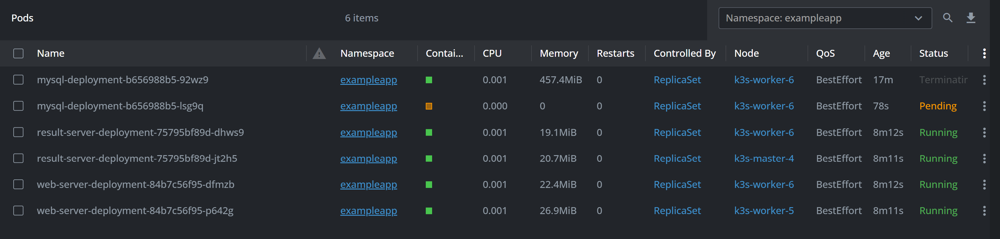 Pods 6 items Namespace: exampleapp
Name Namespace Contai... CPU Memory Restarts Controlled By Node QoS Age Status
mysql-deployment-b656988b5-92wz9 exampleapp 0.001 457.4MiB 0 ReplicaSet k3s-worker-6 BestEffort 17m Terminatir
mysql-deployment-b656988b5-lsg9q exampleapp 0.000 0 0 ReplicaSet k3s-worker-6 BestEffort 78s Pending
result-server-deployment-75795bf89d-dhws9 exampleapp 0.001 19.1MiB 0 ReplicaSet k3s-worker-6 BestEffort 8m12s Running
result-server-deployment-75795bf89d-jt2h5 exampleapp 0.001 20.7MiB 0 ReplicaSet k3s-master-4 BestEffort 8m11s Running
web-server-deployment-84b7c56f95-dfmzb exampleapp 0.001 22.4MiB 0 ReplicaSet k3s-worker-6 BestEffort 8m12s Running
web-server-deployment-84b7c56f95-p642g exampleapp 0.001 26.9MiB 0 ReplicaSet k3s-worker-5 BestEffort 8m11s Running